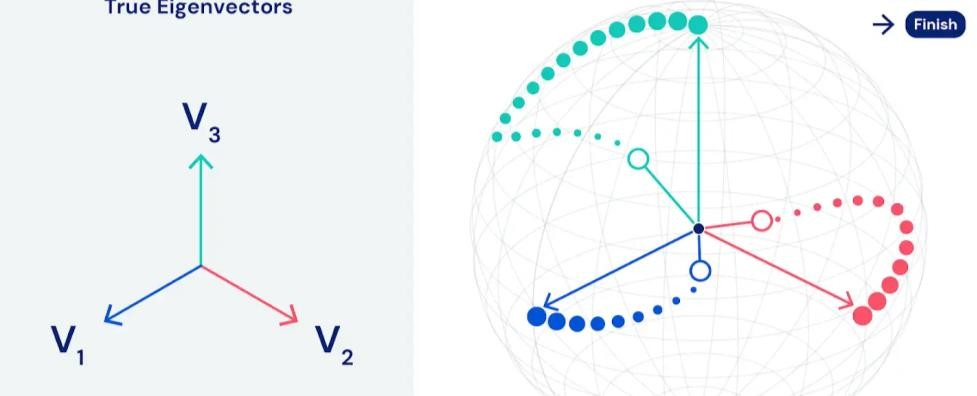 True Eigenvectors
V3
V1
V2
→ Finish